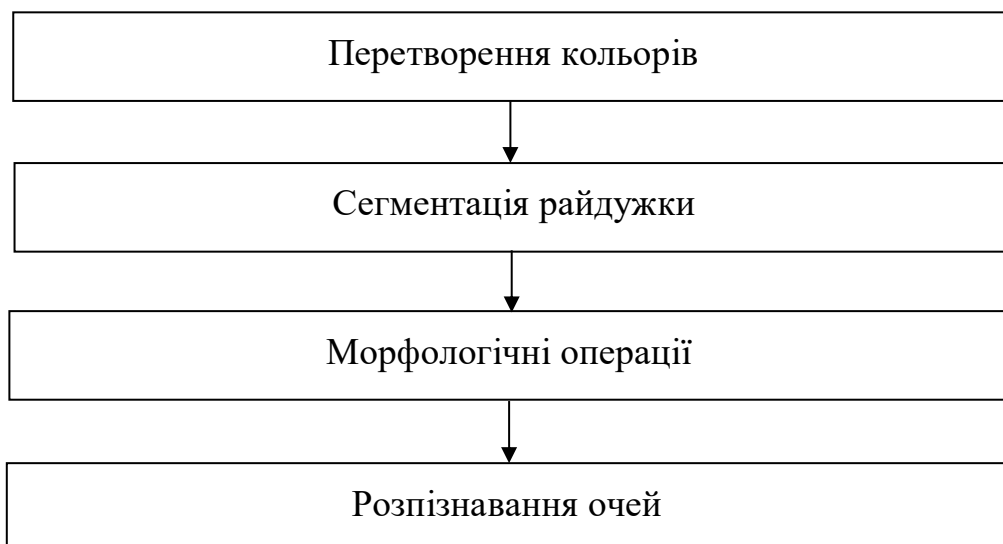 Перетворення кольорів
Сегментація райдужки
Морфологічні операції
Розпізнавання очей